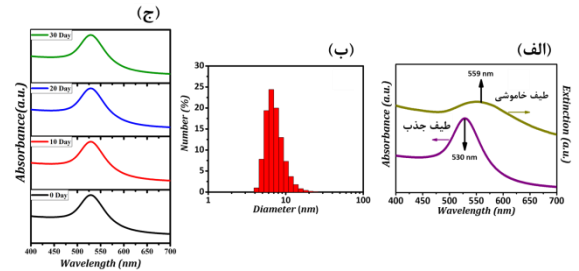 (ج)
30 Day
20 Day
10 Day
0 Day
Absorbance(a.u.)
400 450 500 550 600 650 700
Wavelength (nm)
(ب)
30
25
20
15
10
5
0
Number (%)
1 10 100
Diameter (nm)
(الف)
559 nm
طیف خاموشی
طیف جذب
530 nm
Absorbance (a.u.)
Extinction (a.u.)
400 450 500 550 600 650 700
Wavelength (nm)